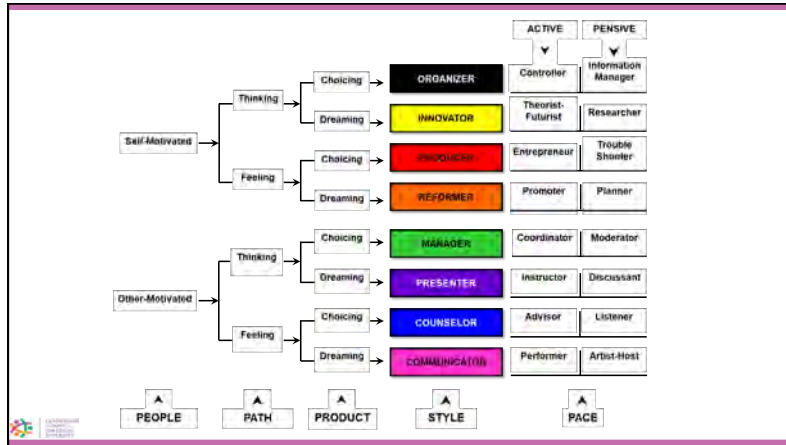 ACTIVE
PENSIVE
Choicing
ORGANIZER
Controller
Information
Manager
Thinking
Dreaming
INNOVATOR
Theorist-
Futurist
Researcher
Self-Motivated
Choicing
PRODUCER
Entrepreneur
Trouble
Shooter
Feeling
Dreaming
REFORMER
Promoter
Planner
Choicing
MANAGER
Coordinator
Moderator
Thinking
Dreaming
PRESENTER
Instructor
Discussant
Other-Motivated
Choicing
COUNSELOR
Advisor
Listener
Feeling
Dreaming
COMMUNICATOR
Performer
Artist-Host
PEOPLE
PATH
PRODUCT
STYLE
PACE